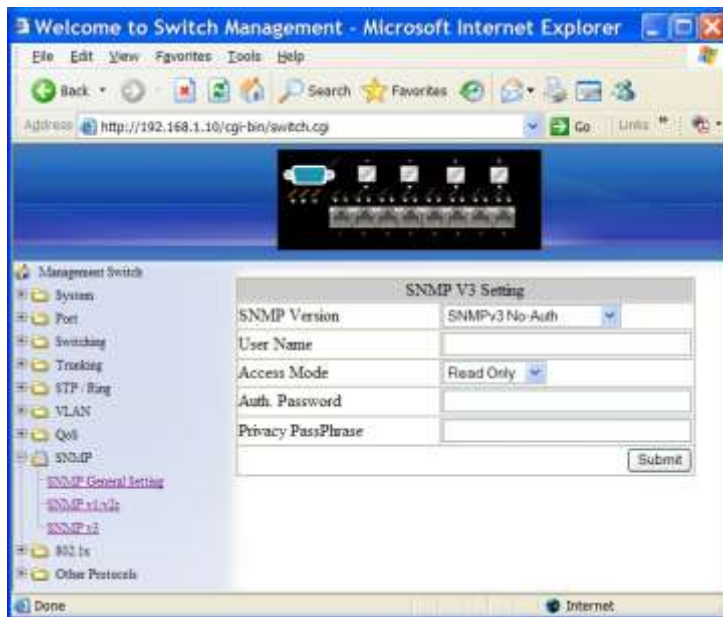 Welcome to Switch Management - Microsoft Internet Explorer
File Edit View Favorites Tools Help
Back Search Favorites
Address http://192.168.1.10/cgi-bin/switch.cgi Go Links
Management Switch
System
Port
Switching
Trunking
STP / Ring
VLAN
QoS
SNMP
SNMP General Setting
SNMP v1/v2c
SNMP v3
802.1x
Other Protocols
SNMP V3 Setting
SNMP Version SNMPv3 No-Auth
User Name
Access Mode Read Only
Auth. Password
Privacy PassPhrase
Submit
Done Internet